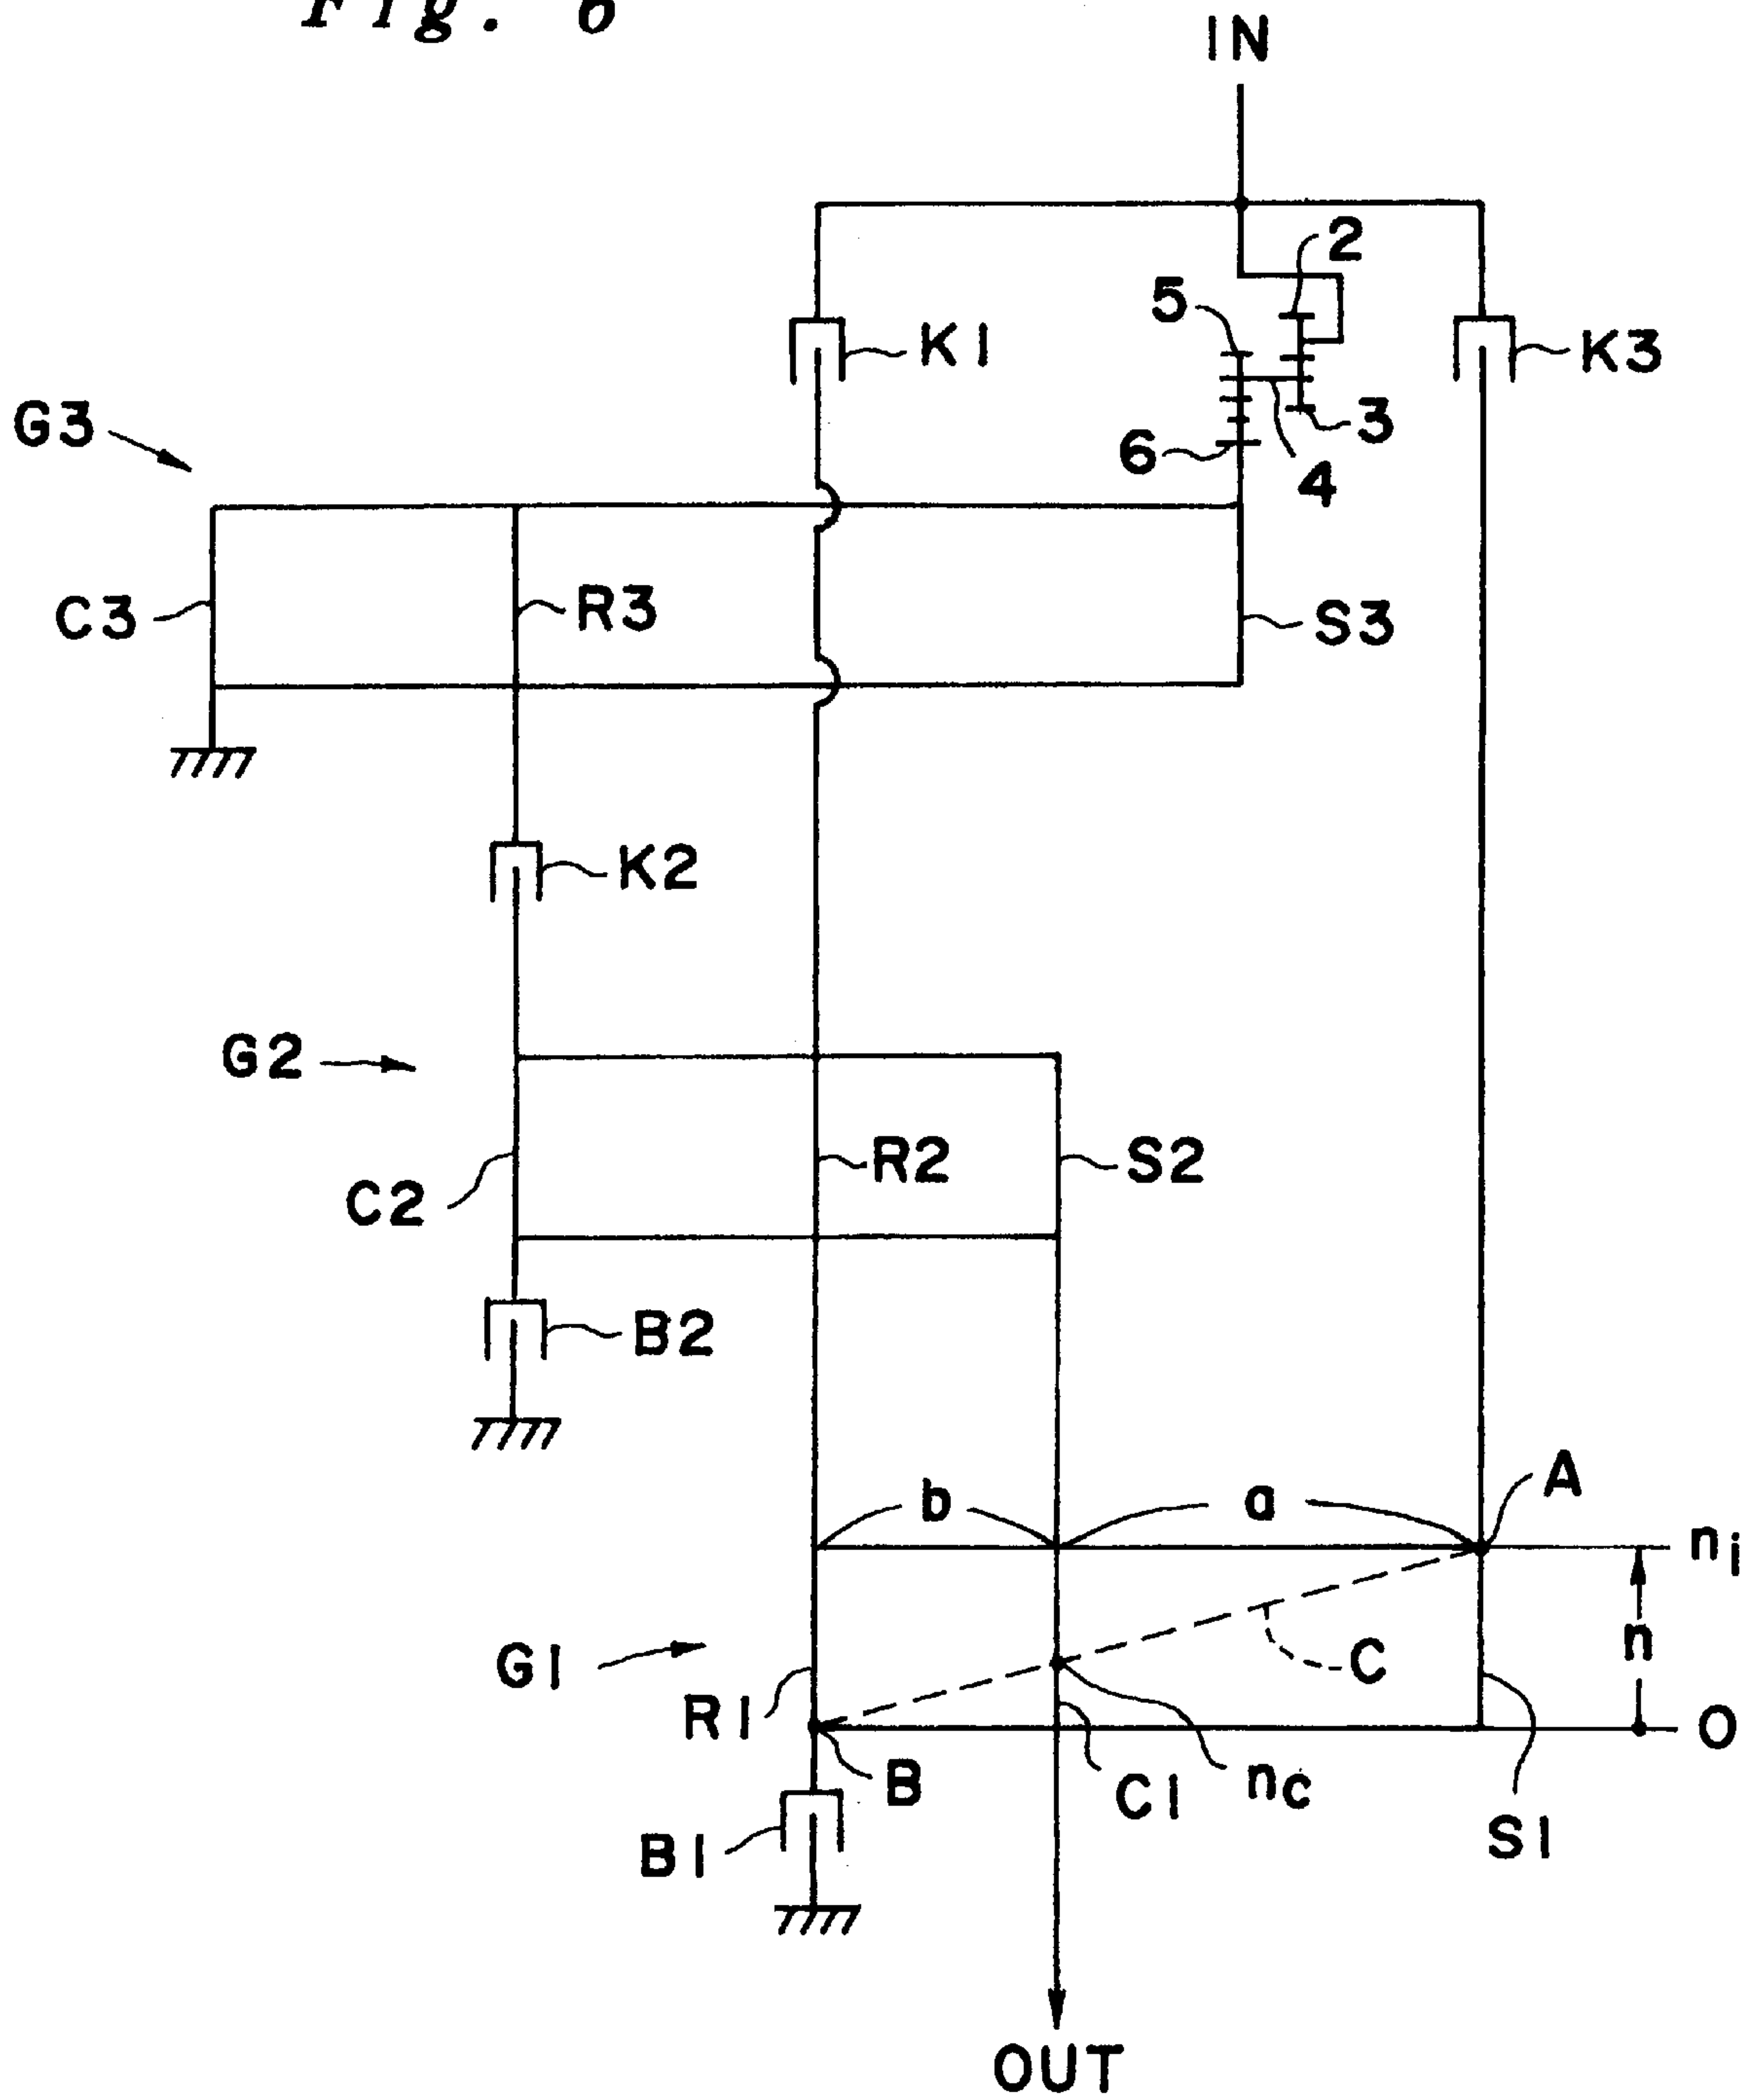 Fig. 6
IN
2
5
K1
K3
G3
3
6
4
C3
R3
S3
K2
G2
R2
S2
C2
B2
A
b
a
ni
n
G1
C
R1
O
B
nc
C1
B1
S1
OUT